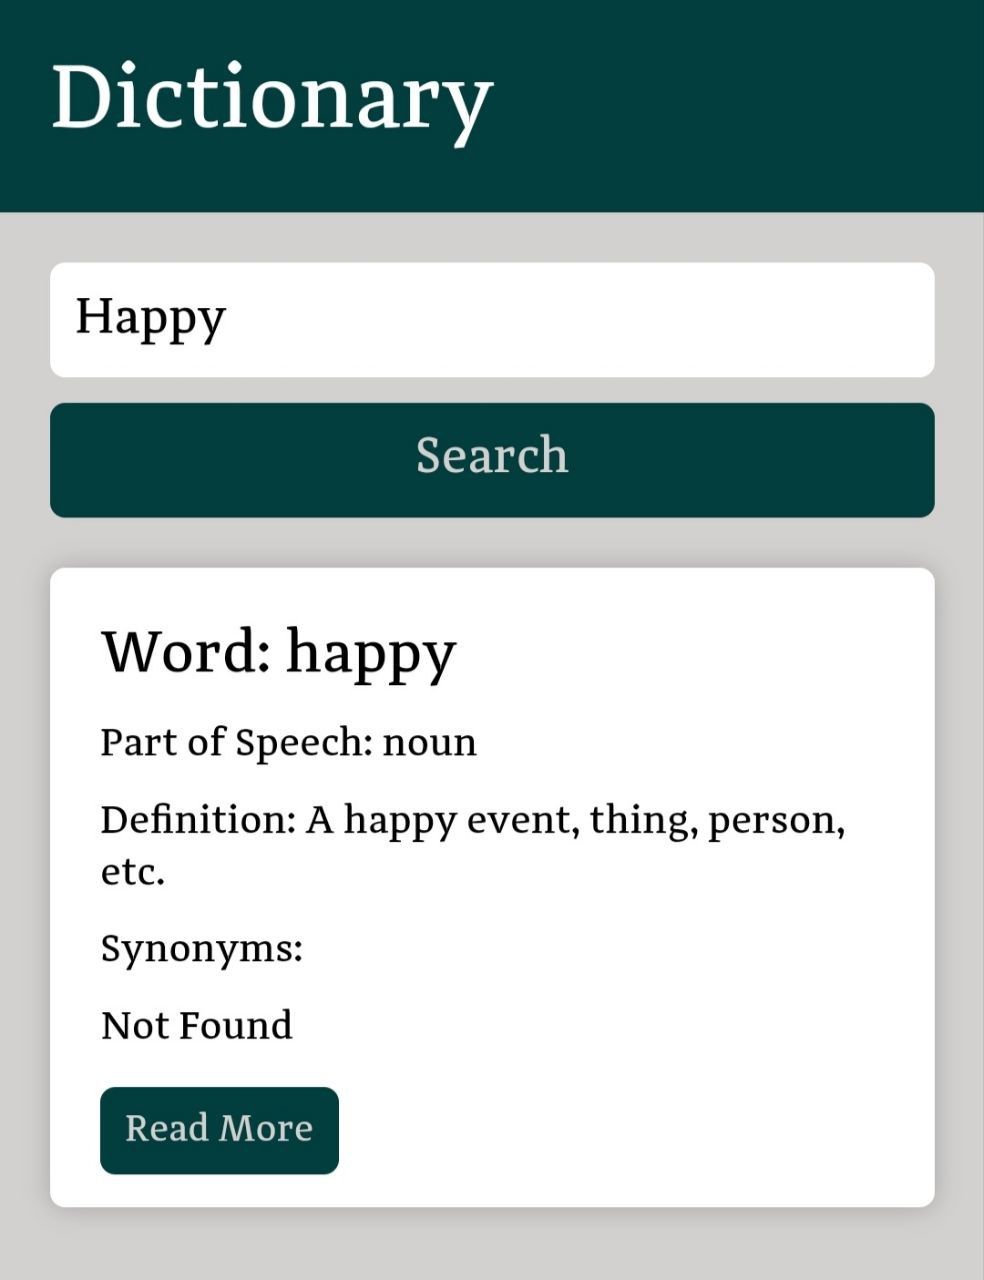 Dictionary
Happy
Search
Word: happy
Part of Speech: noun
Definition: A happy event, thing, person,
etc.
Synonyms:
Not Found
Read More